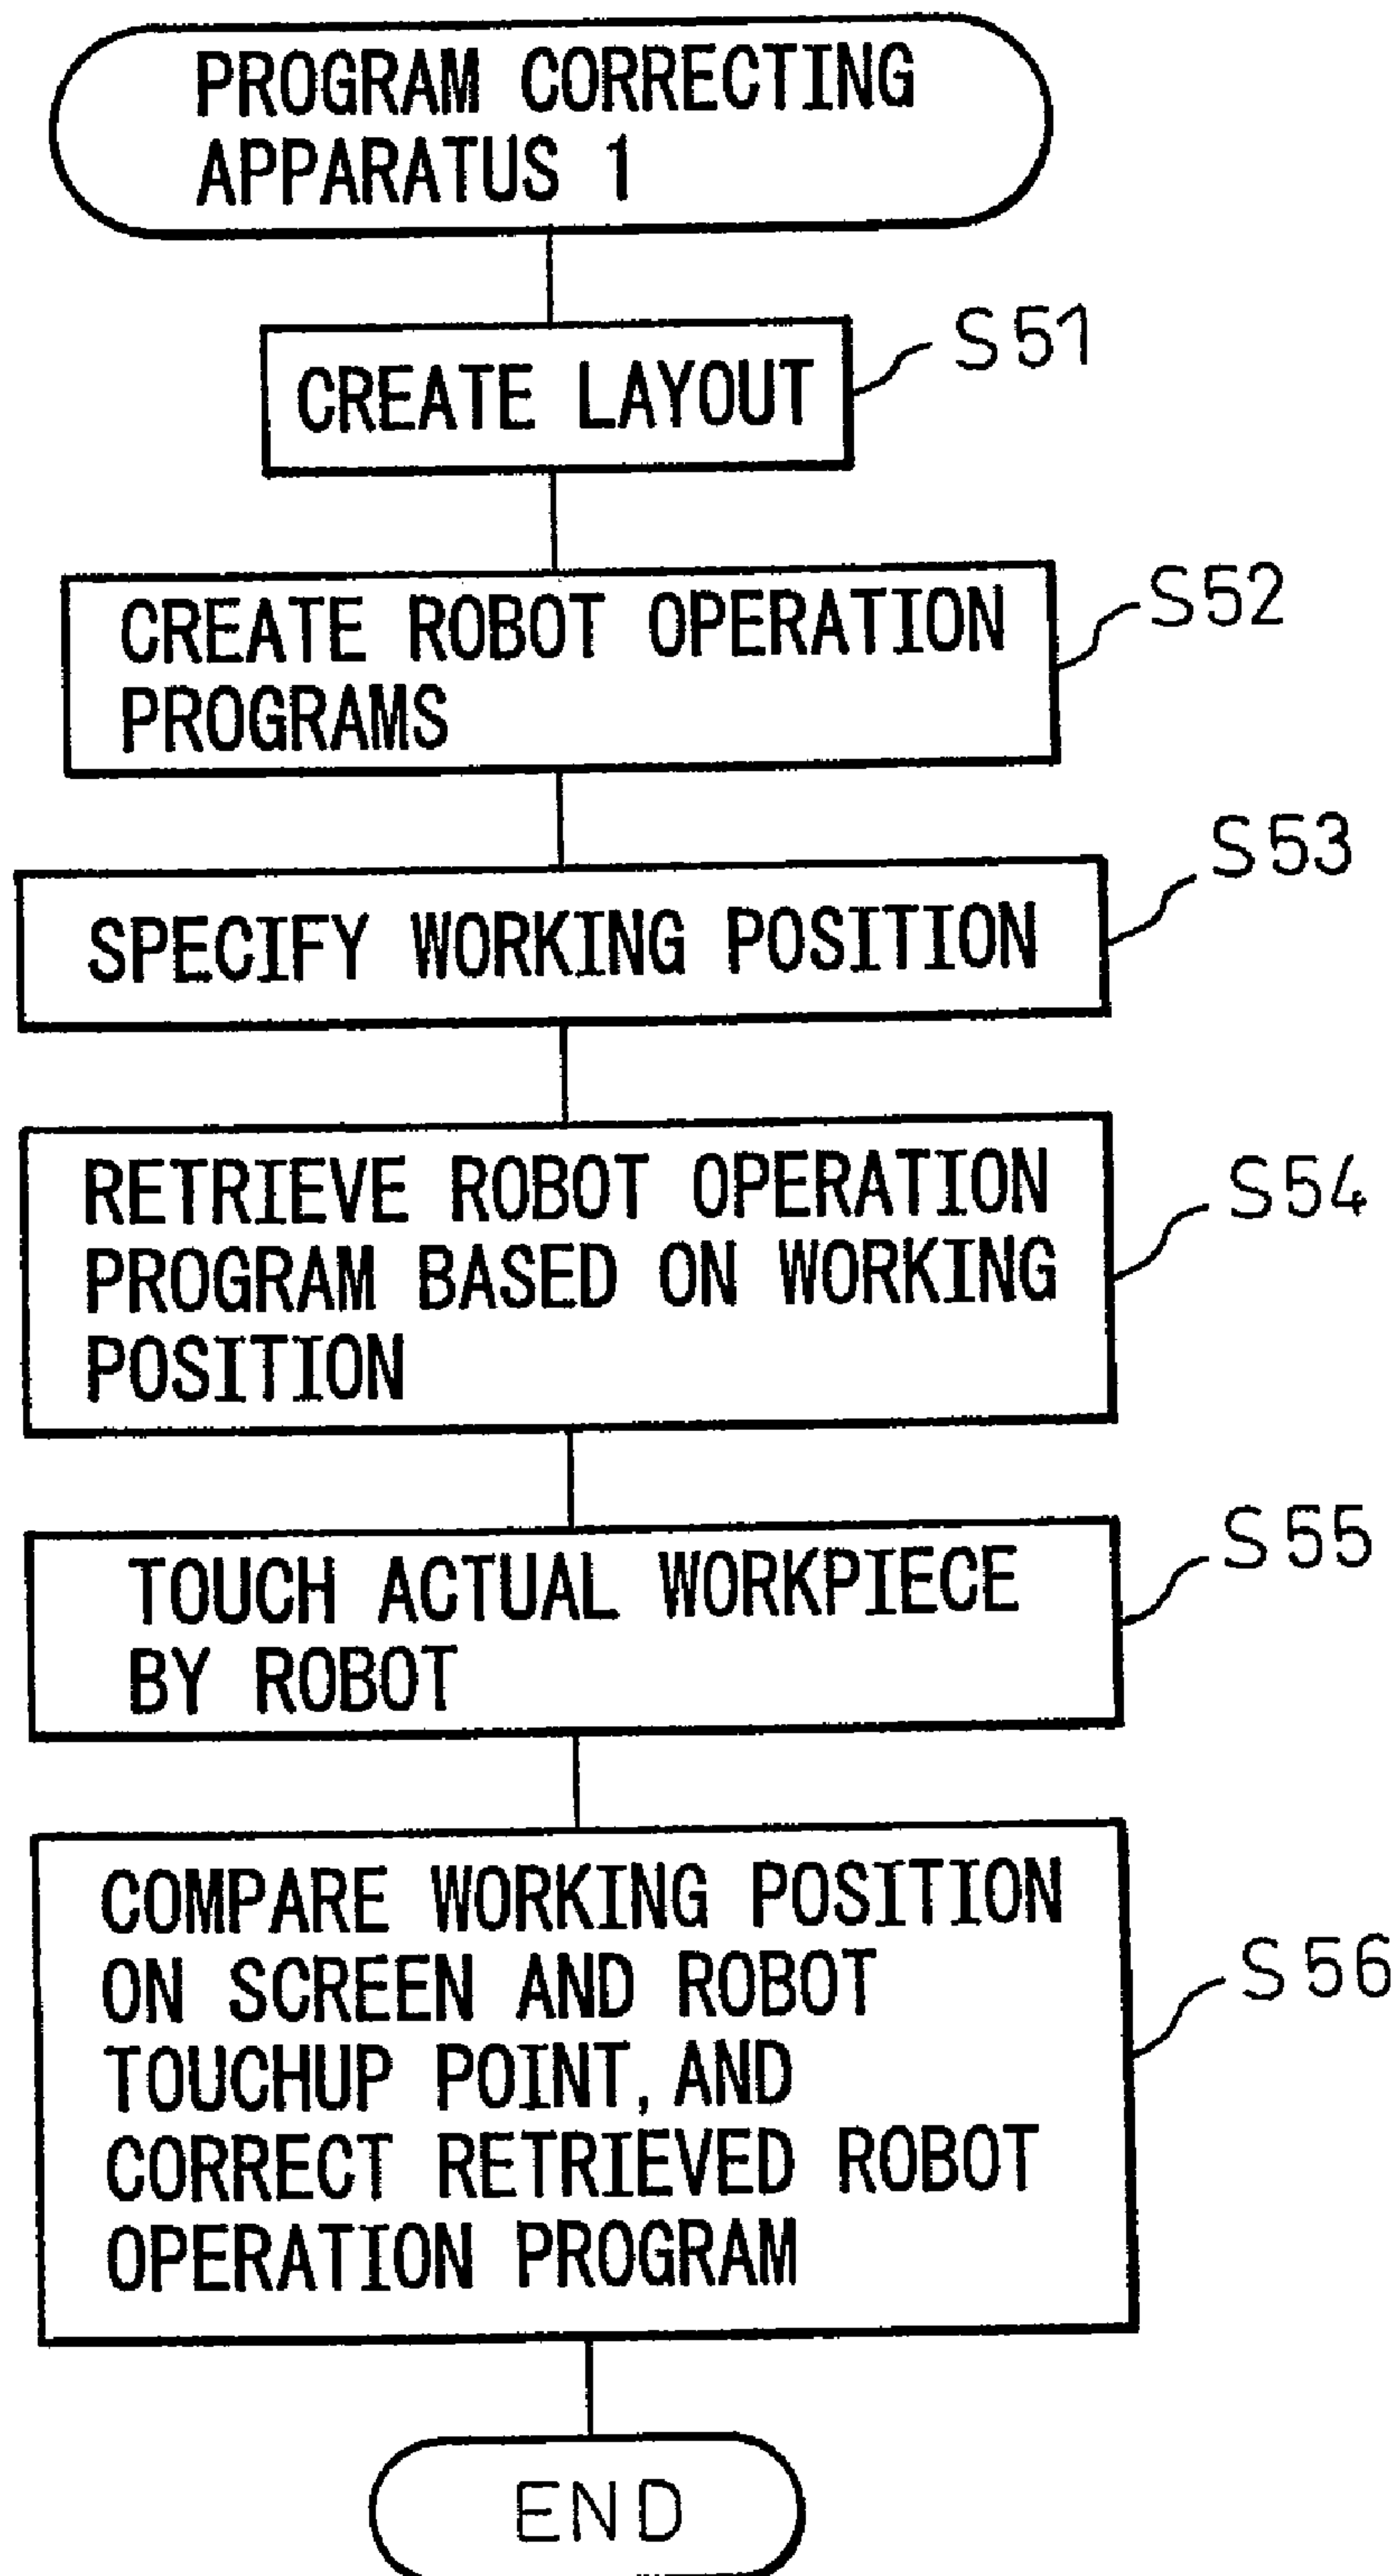 PROGRAM CORRECTING
APPARATUS 1
CREATE LAYOUT
S51
CREATE ROBOT OPERATION
PROGRAMS
S52
SPECIFY WORKING POSITION
S53
RETRIEVE ROBOT OPERATION
PROGRAM BASED ON WORKING
POSITION
S54
TOUCH ACTUAL WORKPIECE
BY ROBOT
S55
COMPARE WORKING POSITION
ON SCREEN AND ROBOT
TOUCHUP POINT, AND
CORRECT RETRIEVED ROBOT
OPERATION PROGRAM
S56
END